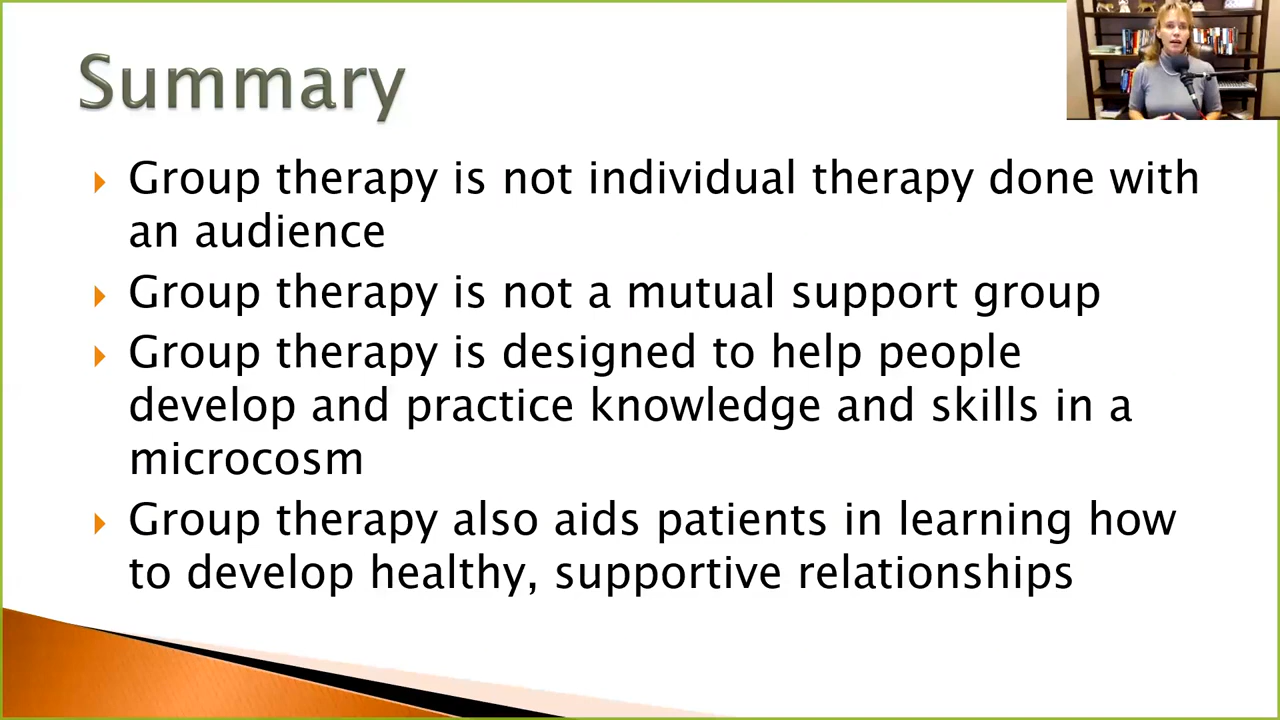 Summary
Group therapy is not individual therapy done with
an audience
Group therapy is not a mutual support group
Group therapy is designed to help people
develop and practice knowledge and skills in a
microcosm
Group therapy also aids patients in learning how
to develop healthy, supportive relationships